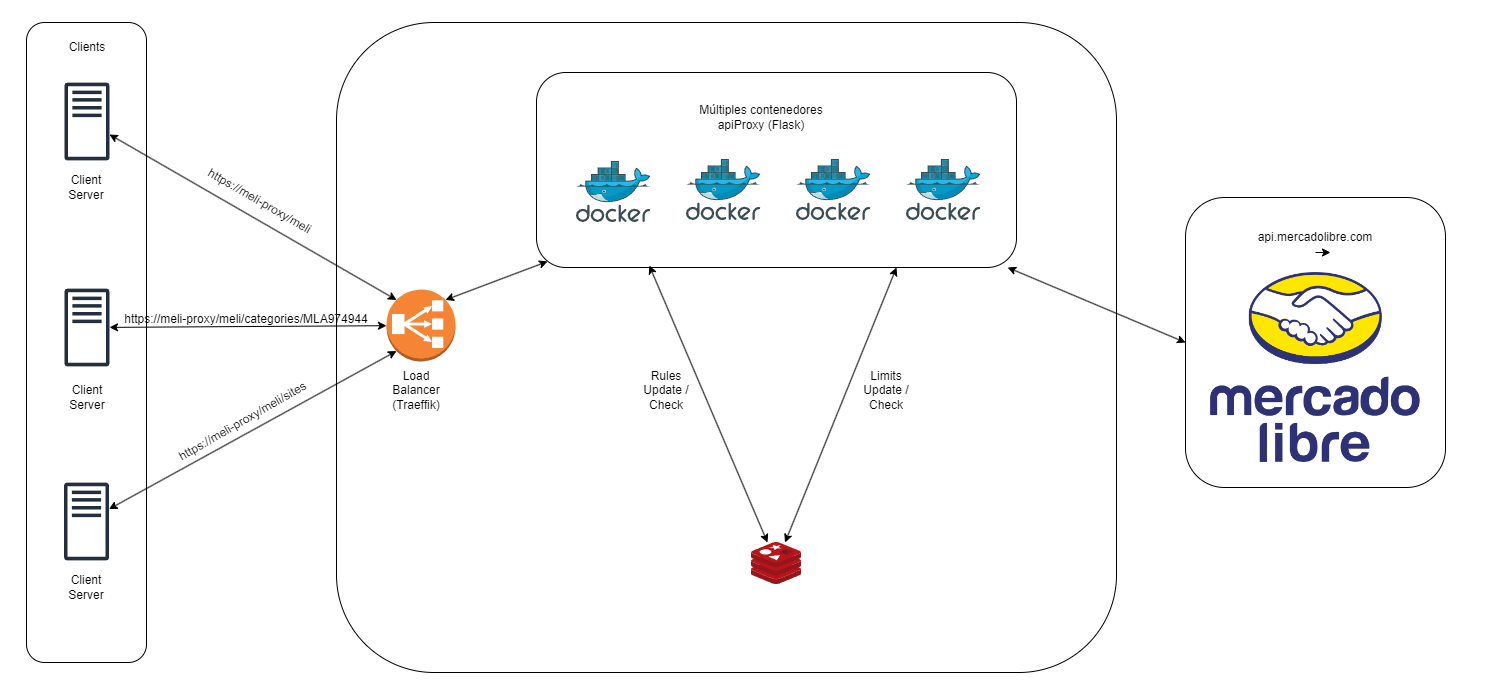 Clients
Client
Server
https://meli-proxy/meli
Client
Server
https://meli-proxy/meli/categories/MLA974944
Client
Server
https://meli-proxy/meli/sites
Load
Balancer
(Traeffik)
Múltiples contenedores
apiProxy (Flask)
docker
docker
docker
docker
Rules
Update /
Check
Limits
Update /
Check
api.mercadolibre.com
mercado
libre